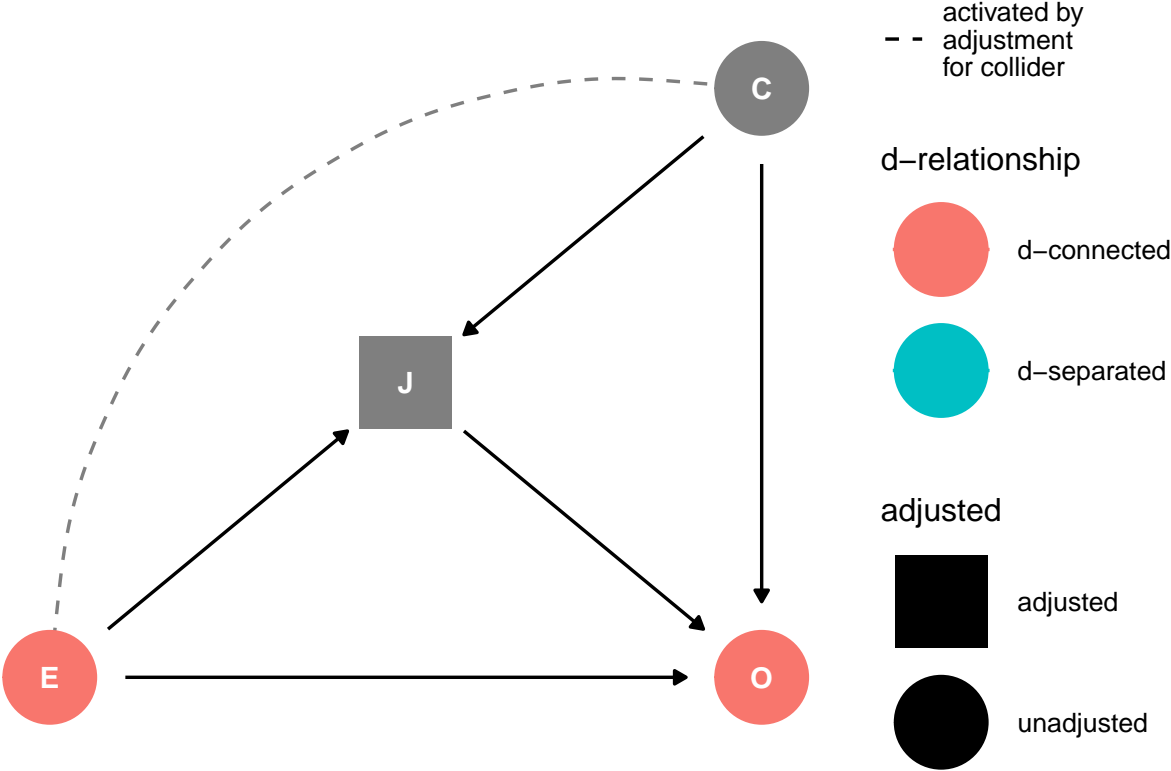 activated by
adjustment
for collider
C
d−relationship
d−connected
J
d−separated
adjusted
adjusted
E
O
unadjusted